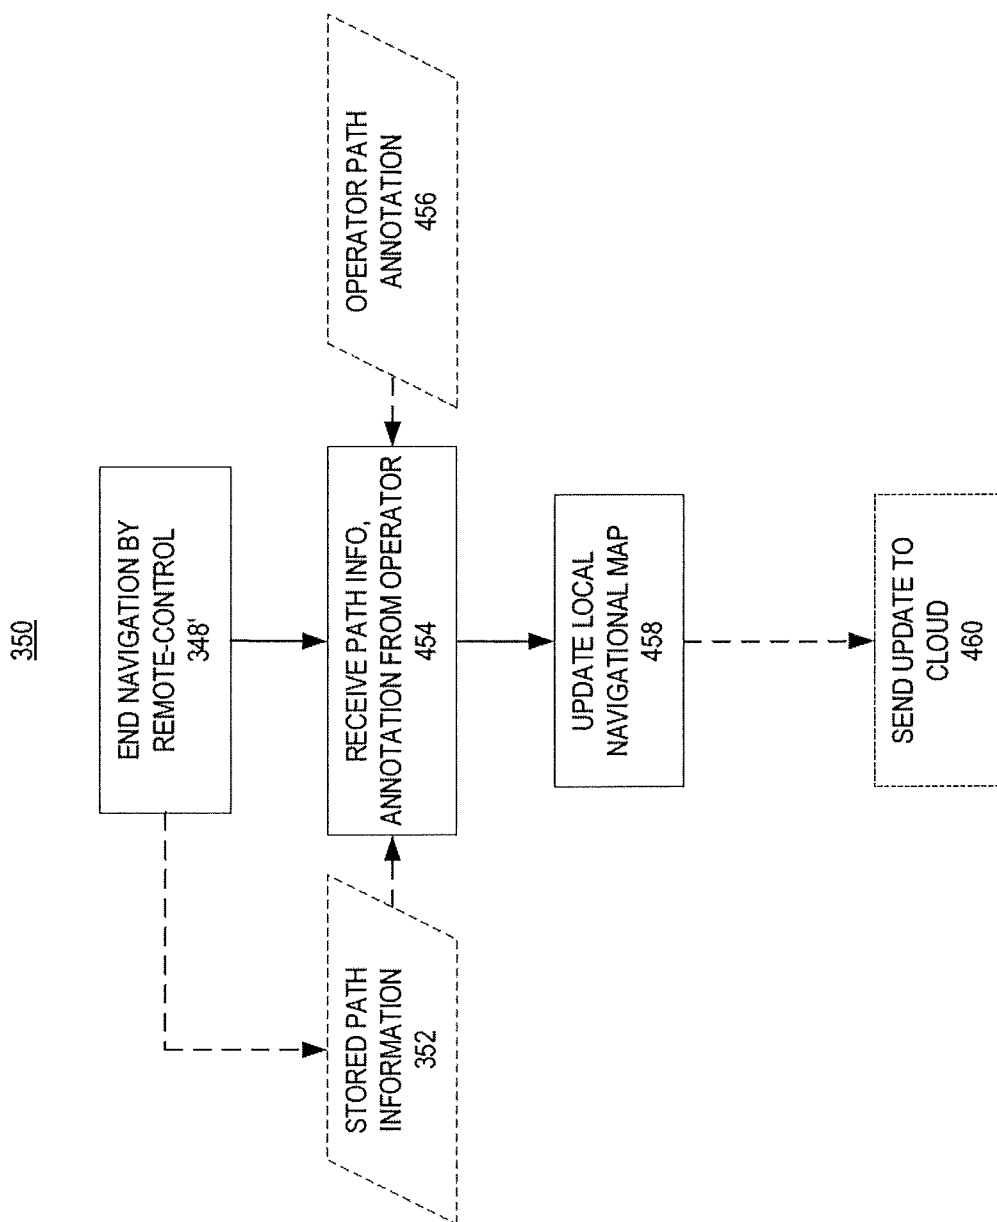 350
END NAVIGATION BY
REMOTE-CONTROL
348'
STORED PATH
INFORMATION
352
RECEIVE PATH INFO,
ANNOTATION FROM OPERATOR
454
OPERATOR PATH
ANNOTATION
456
UPDATE LOCAL
NAVIGATIONAL MAP
458
SEND UPDATE TO
CLOUD
460